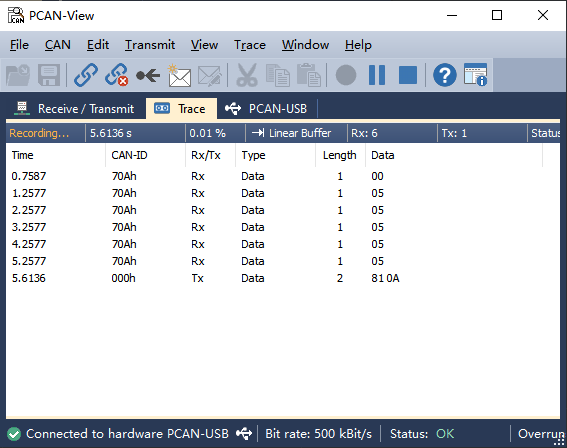 PCAN-View
File CAN Edit Transmit View Trace Window Help
Receive / Transmit Trace PCAN-USB
Recording... 5.6136 s 0.01 % Linear Buffer Rx: 6 Tx: 1 Status
Time CAN-ID Rx/Tx Type Length Data
0.7587 70Ah Rx Data 1 00
1.2577 70Ah Rx Data 1 05
2.2577 70Ah Rx Data 1 05
3.2577 70Ah Rx Data 1 05
4.2577 70Ah Rx Data 1 05
5.2577 70Ah Rx Data 1 05
5.6136 000h Tx Data 2 81 0A
Connected to hardware PCAN-USB Bit rate: 500 kBit/s Status: OK Overrun